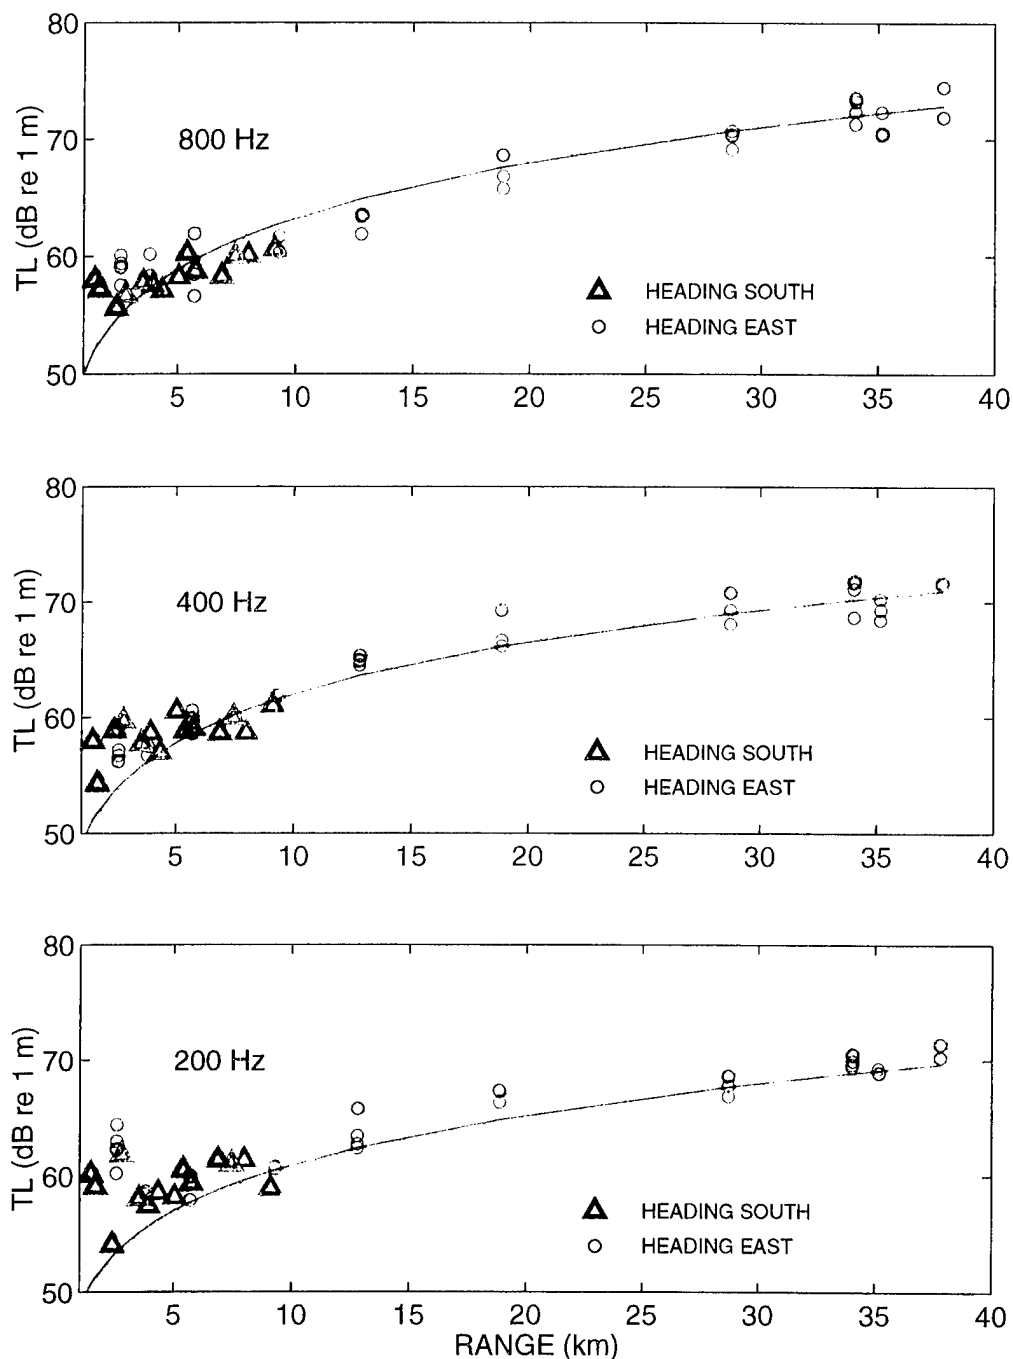 80
70
60
50
TL (dB re 1 m)
800 Hz
HEADING SOUTH
HEADING EAST
5 10 15 20 25 30 35 40
80
70
60
50
TL (dB re 1 m)
400 Hz
HEADING SOUTH
HEADING EAST
5 10 15 20 25 30 35 40
80
70
60
50
TL (dB re 1 m)
200 Hz
HEADING SOUTH
HEADING EAST
5 10 15 20 25 30 35 40
RANGE (km)